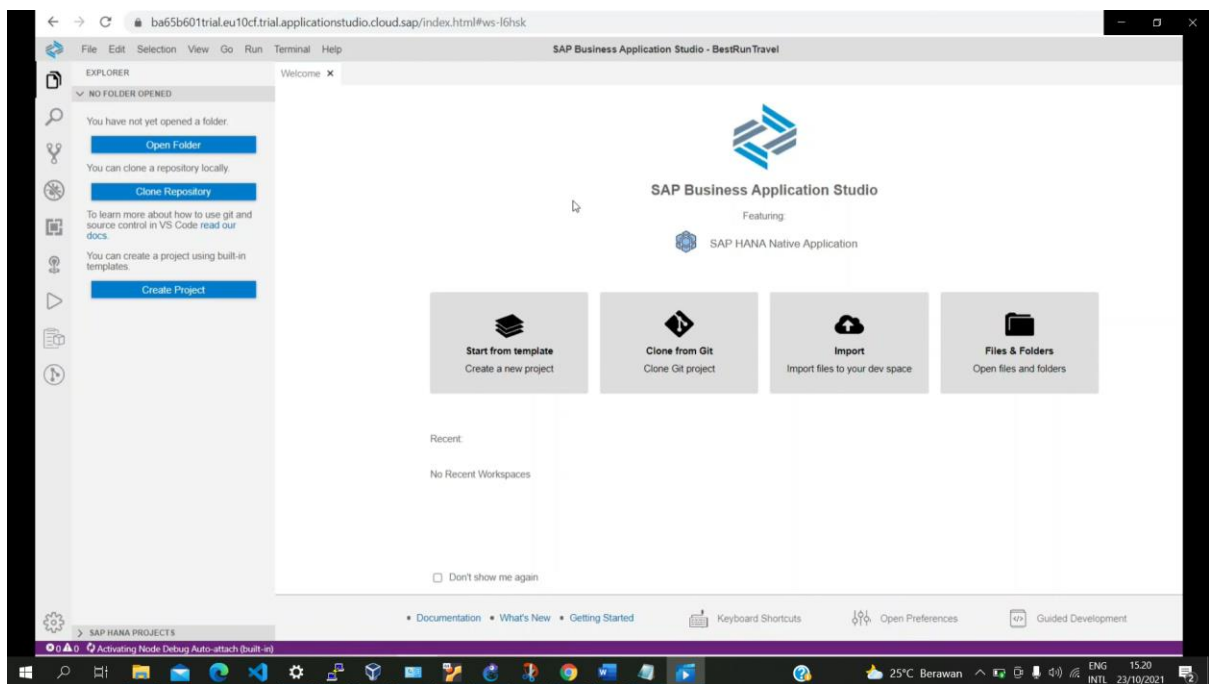 ba65b601trial.eu10cf.trial.applicationstudio.cloud.sap/index.html#ws-l6hsk
File Edit Selection View Go Run Terminal Help
SAP Business Application Studio - BestRunTravel
EXPLORER
Welcome
NO FOLDER OPENED
You have not yet opened a folder.
Open Folder
You can clone a repository locally.
Clone Repository
To learn more about how to use git and
source control in VS Code read our
docs.
You can create a project using built-in
templates.
Create Project
SAP Business Application Studio
Featuring:
SAP HANA Native Application
Start from template
Create a new project
Clone from Git
Clone Git project
Import
Import files to your dev space
Files & Folders
Open files and folders
Recent:
No Recent Workspaces
Don't show me again
Documentation • What's New • Getting Started
Keyboard Shortcuts
Open Preferences
Guided Development
SAP HANA PROJECTS
0 0 Activating Node Debug Auto-attach (built-in)
25°C Berawan
ENG
INTL
15.20
23/10/2021
2